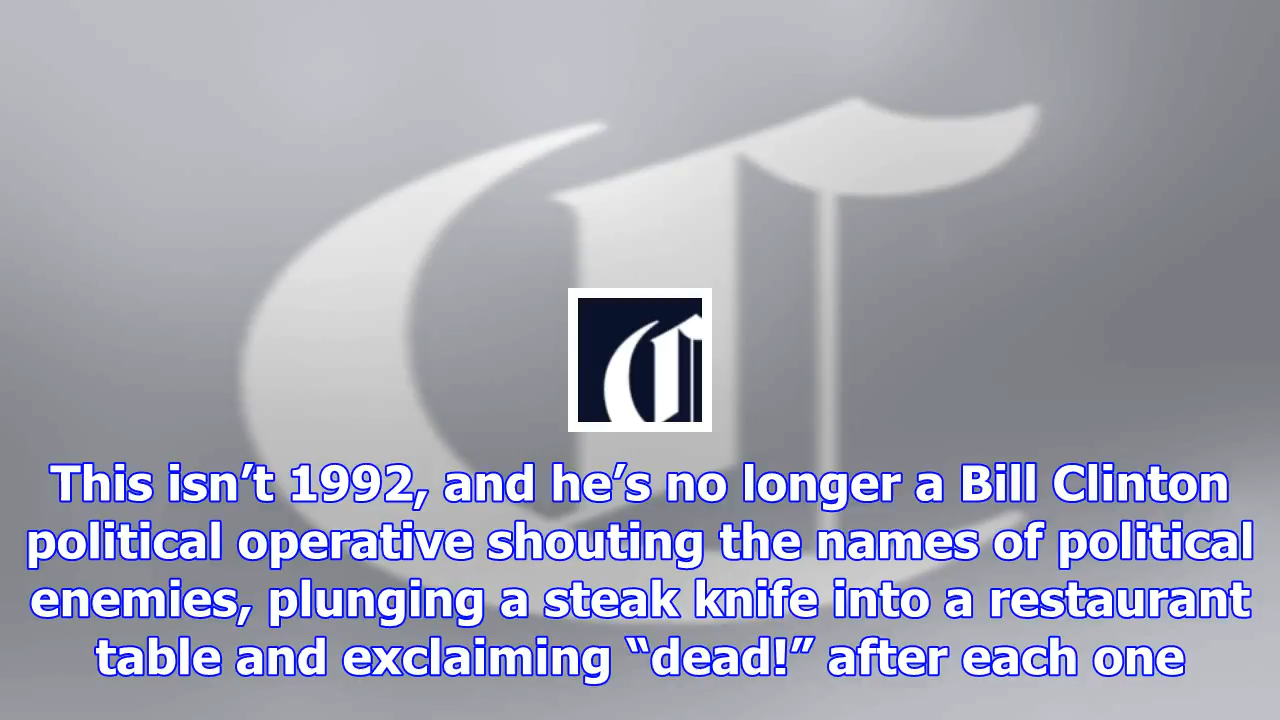 This isn’t 1992, and he’s no longer a Bill Clinton
political operative shouting the names of political
enemies, plunging a steak knife into a restaurant
table and exclaiming “dead!” after each one